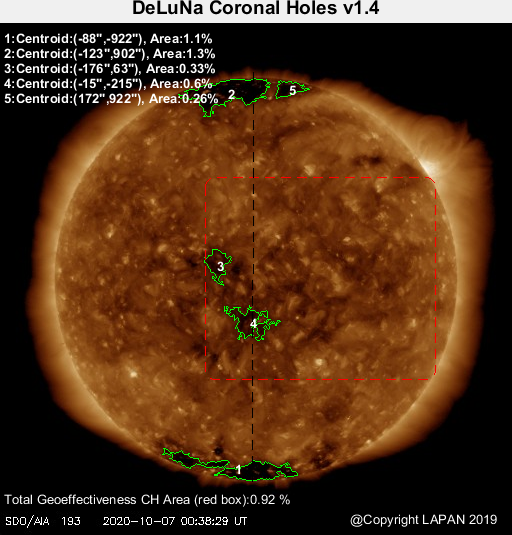 DeLuNa Coronal Holes v1.4
1:Centroid:(-88",-922"), Area:1.1%
2:Centroid:(-123",902"), Area:1.3%
3:Centroid:(-176",63"), Area:0.33%
4:Centroid:(-15",-215"), Area:0.6%
5:Centroid:(172",922"), Area:0.26%
2
5
3
4
1
Total Geoeffectiveness CH Area (red box):0.92 %
SDO/AIA 193 2020-10-07 00:38:29 UT
@Copyright LAPAN 2019